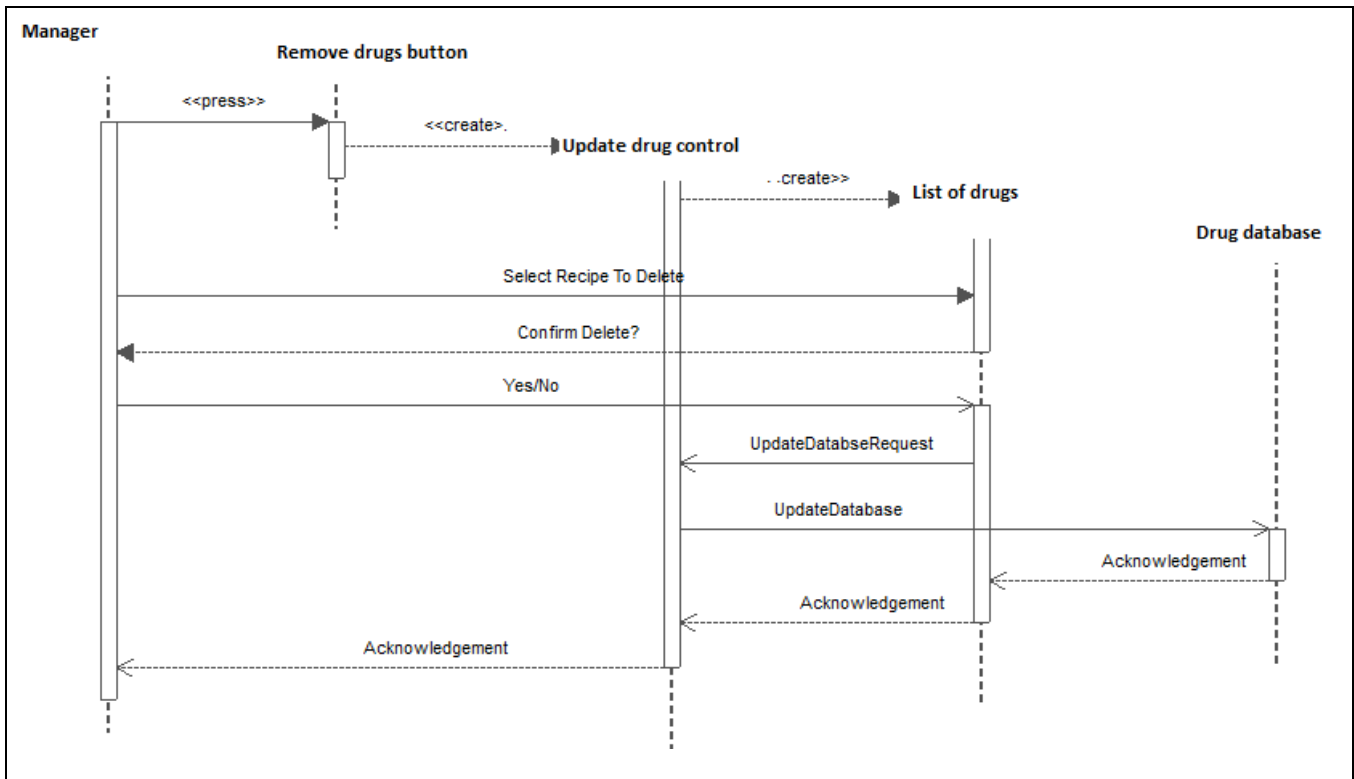 Manager
Remove drugs button
<<press>>
<<create>.
Update drug control
. .create>>
List of drugs
Drug database
Select Recipe To Delete
Confirm Delete?
Yes/No
UpdateDatabseRequest
UpdateDatabase
Acknowledgement
Acknowledgement
Acknowledgement